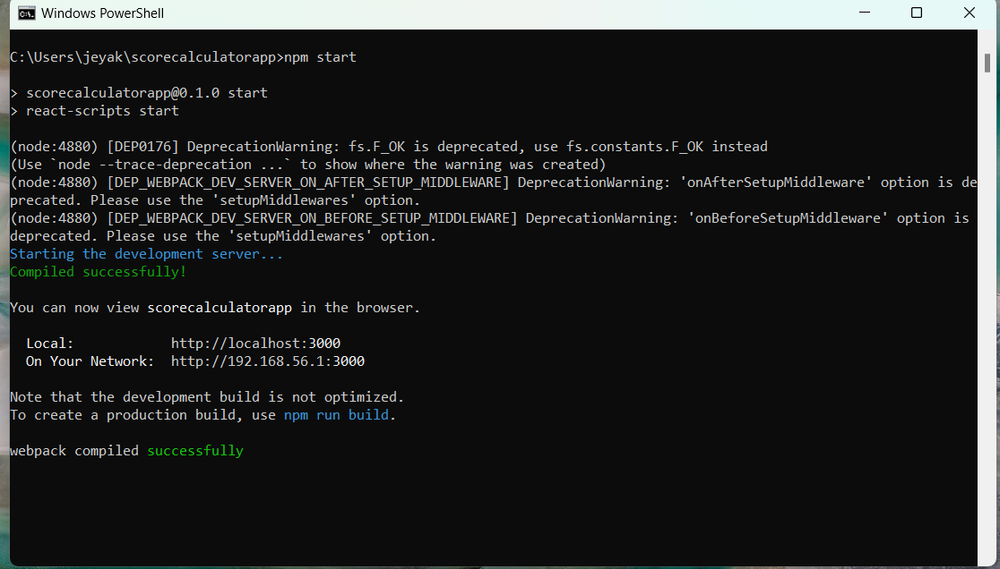 Windows PowerShell
C:\Users\jeyak\scorecalculatorapp>npm start
> scorecalculatorapp@0.1.0 start
> react-scripts start
(node:4880) [DEP0176] DeprecationWarning: fs.F_OK is deprecated, use fs.constants.F_OK instead
(Use `node --trace-deprecation ...` to show where the warning was created)
(node:4880) [DEP_WEBPACK_DEV_SERVER_ON_AFTER_SETUP_MIDDLEWARE] DeprecationWarning: 'onAfterSetupMiddleware' option is de
precated. Please use the 'setupMiddlewares' option.
(node:4880) [DEP_WEBPACK_DEV_SERVER_ON_BEFORE_SETUP_MIDDLEWARE] DeprecationWarning: 'onBeforeSetupMiddleware' option is
deprecated. Please use the 'setupMiddlewares' option.
Starting the development server...
Compiled successfully!
You can now view scorecalculatorapp in the browser.
Local: http://localhost:3000
On Your Network: http://192.168.56.1:3000
Note that the development build is not optimized.
To create a production build, use npm run build.
webpack compiled successfully